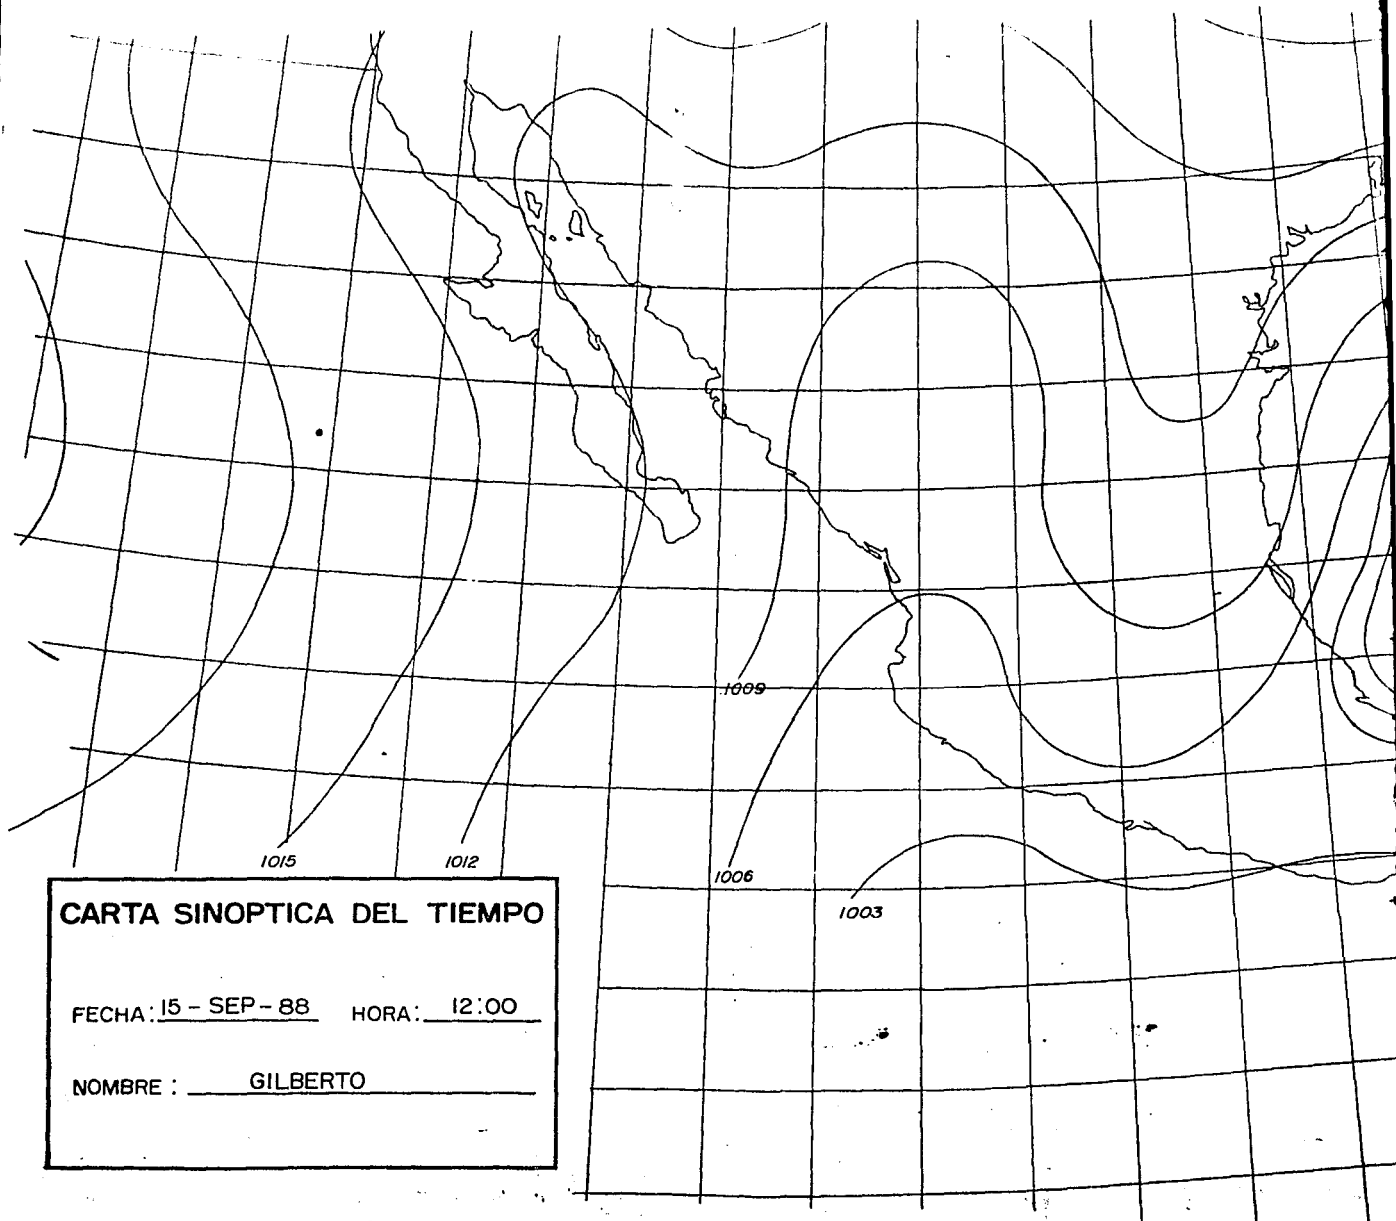 1009
1015
1012
1006
1003
CARTA SINOPTICA DEL TIEMPO
FECHA: 15 - SEP - 88 HORA: 12:00
NOMBRE : GILBERTO